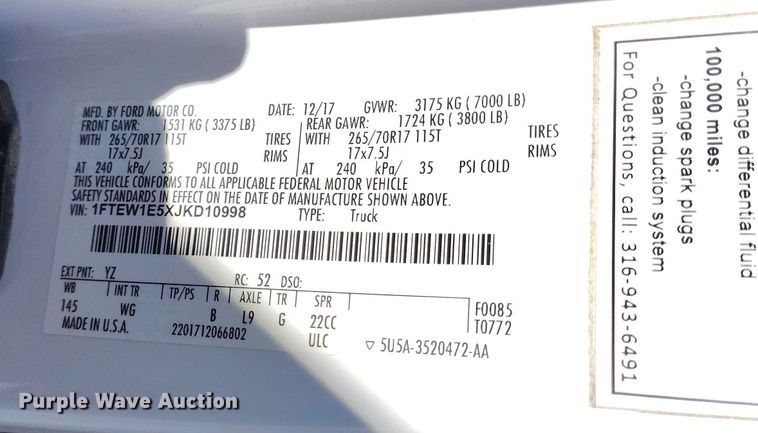 MFD. BY FORD MOTOR CO. DATE: 12/17 GVWR: 3175 KG ( 7000 LB)
FRONT GAWR: 1531 KG ( 3375 LB) REAR GAWR: 1724 KG ( 3800 LB)
WITH 265/70R17 115T TIRES WITH 265/70R17 115T TIRES
17x7.5J RIMS 17x7.5J RIMS
AT 240 kPa/ 35 PSI COLD AT 240 kPa/ 35 PSI COLD
THIS VEHICLE CONFORMS TO ALL APPLICABLE FEDERAL MOTOR VEHICLE
SAFETY STANDARDS IN EFFECT ON THE DATE OF MANUFACTURE SHOWN ABOVE.
VIN: 1FTEW1E5XJKD10998 TYPE: Truck
EXT PNT: YZ RC: 52 DSO:
WB INT TR TP/PS R AXLE TR SPR
145 WG B L9 G 22CC
F0085
T0772
MADE IN U.S.A. 2201712066802 ULC ▽ 5U5A-3520472-AA
-change differential fluid
100,000 miles:
-change spark plugs
-clean induction system
For Questions, call: 316-943-6491
Purple Wave Auction